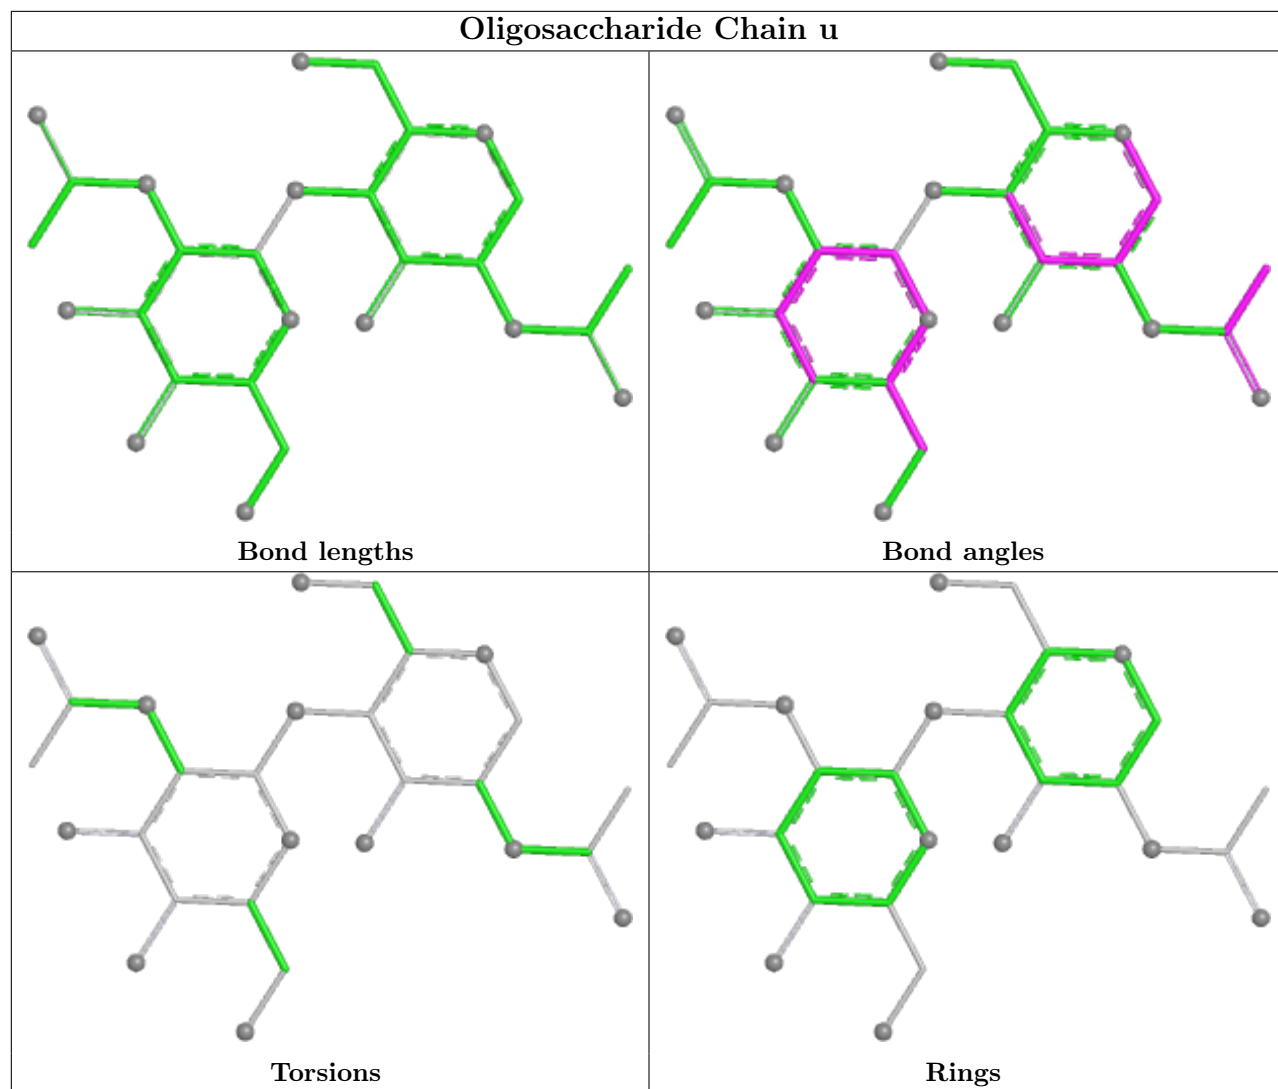 Oligosaccharide Chain u
Bond lengths
Bond angles
Torsions
Rings